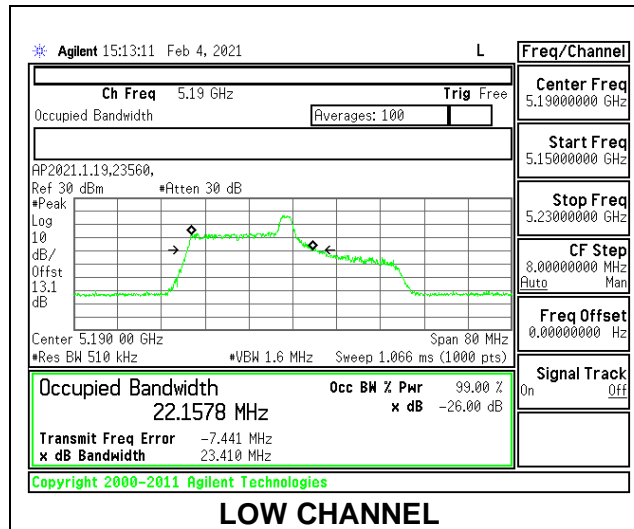 Agilent 15:13:11 Feb 4, 2021 L
Freq/Channel
Ch Freq 5.19 GHz Trig Free
Occupied Bandwidth Averages: 100
Center Freq
5.19000000 GHz
Start Freq
5.15000000 GHz
Stop Freq
5.23000000 GHz
CF Step
8.00000000 MHz
Auto Man
Freq Offset
0.00000000 Hz
Signal Track
On Off
AP2021.1.19,23560,
Ref 30 dBm #Atten 30 dB
#Peak
Log
10
dB/
Offst
13.1
dB
Center 5.190 00 GHz Span 80 MHz
#Res BW 510 kHz #VBW 1.6 MHz Sweep 1.066 ms (1000 pts)
Occupied Bandwidth Occ BW % Pwr 99.00 %
22.1578 MHz x dB -26.00 dB
Transmit Freq Error -7.441 MHz
x dB Bandwidth 23.410 MHz
Copyright 2000-2011 Agilent Technologies
LOW CHANNEL